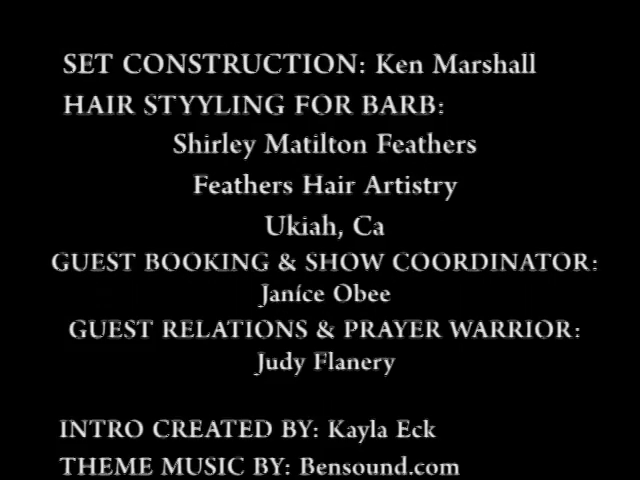 SET CONSTRUCTION: Ken Marshall
HAIR STYYLING FOR BARB:
Shirley Matilton Feathers
Feathers Hair Artistry
Ukiah, Ca
GUEST BOOKING & SHOW COORDINATOR:
Janice Obee
GUEST RELATIONS & PRAYER WARRIOR:
Judy Flanery
INTRO CREATED BY: Kayla Eck
THEME MUSIC BY: Bensound.com